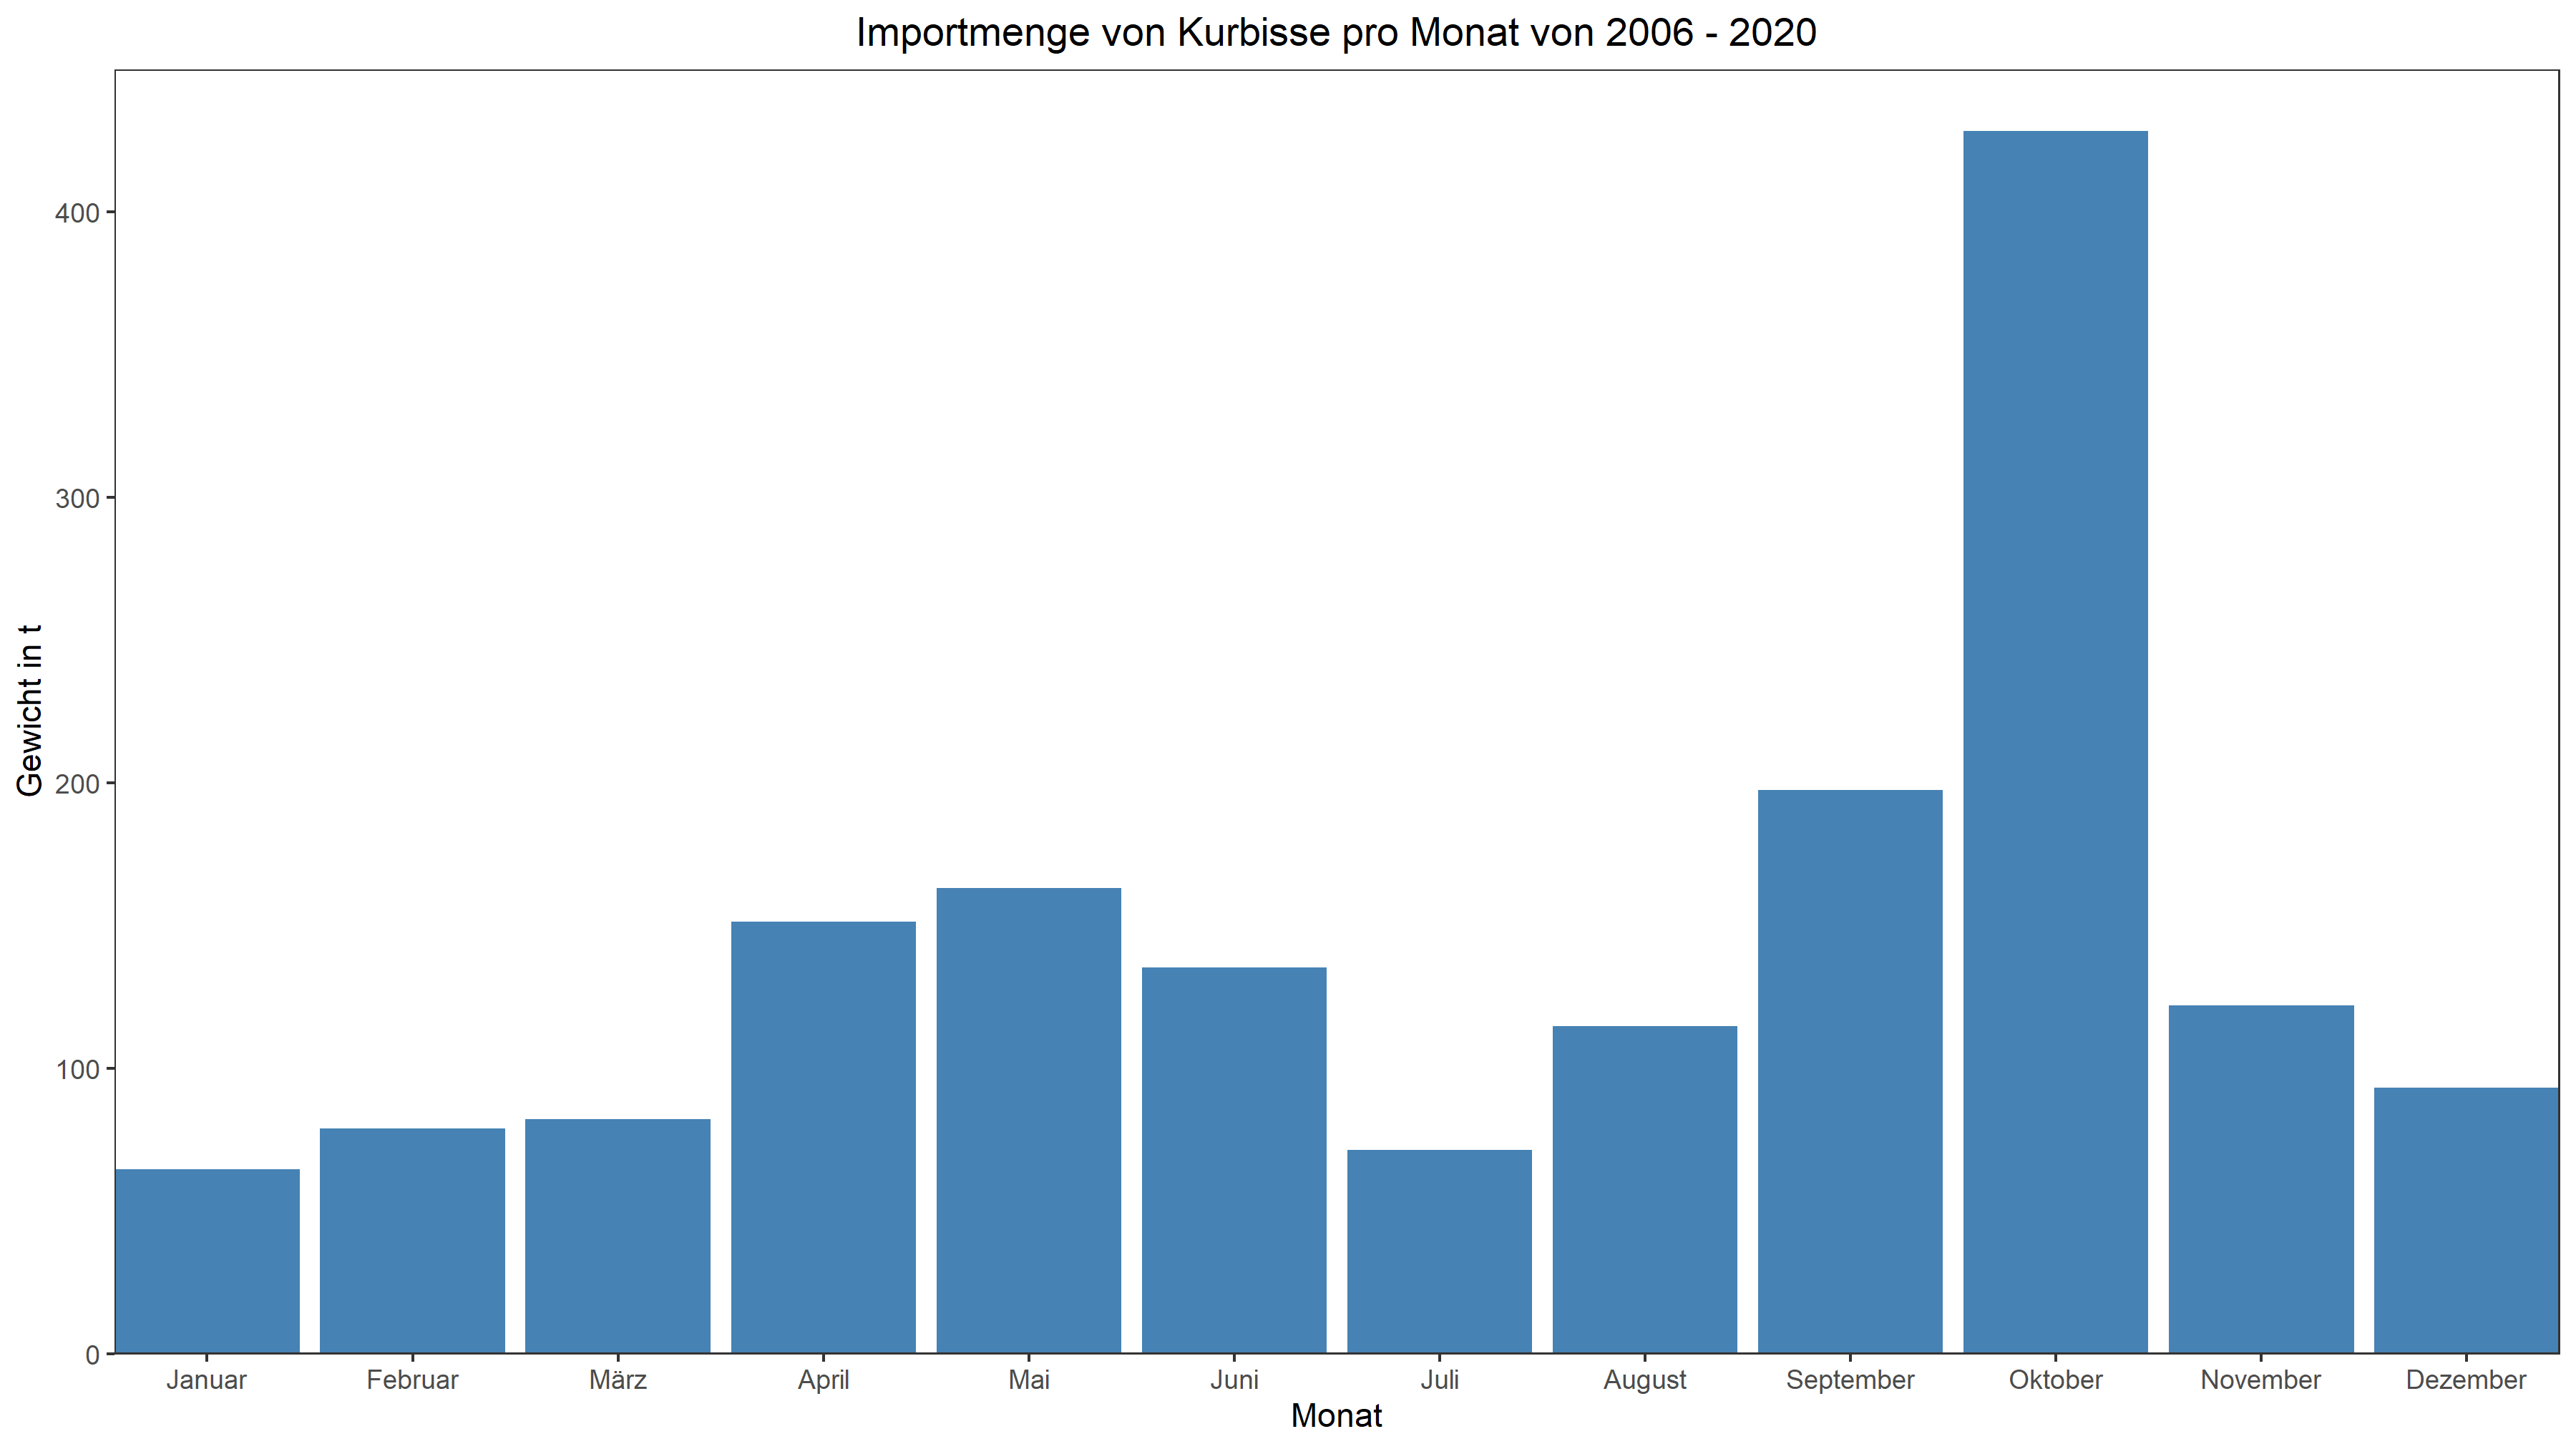 Importmenge von Kurbisse pro Monat von 2006 - 2020
Gewicht in t
400
300
200
100
0
Januar Februar März April Mai Juni Juli August September Oktober November Dezember
Monat